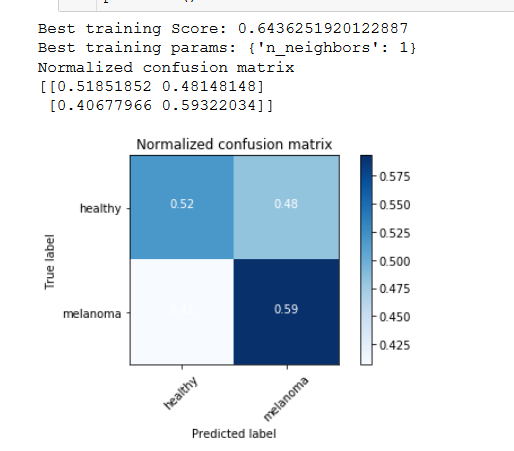 Best training Score: 0.6436251920122887
Best training params: {'n_neighbors': 1}
Normalized confusion matrix
[[0.51851852 0.48148148]
[0.40677966 0.59322034]]
Normalized confusion matrix
healthy
0.52
0.48
melanoma
0.59
True label
healthy
melanoma
Predicted label
0.575
0.550
0.525
0.500
0.475
0.450
0.425